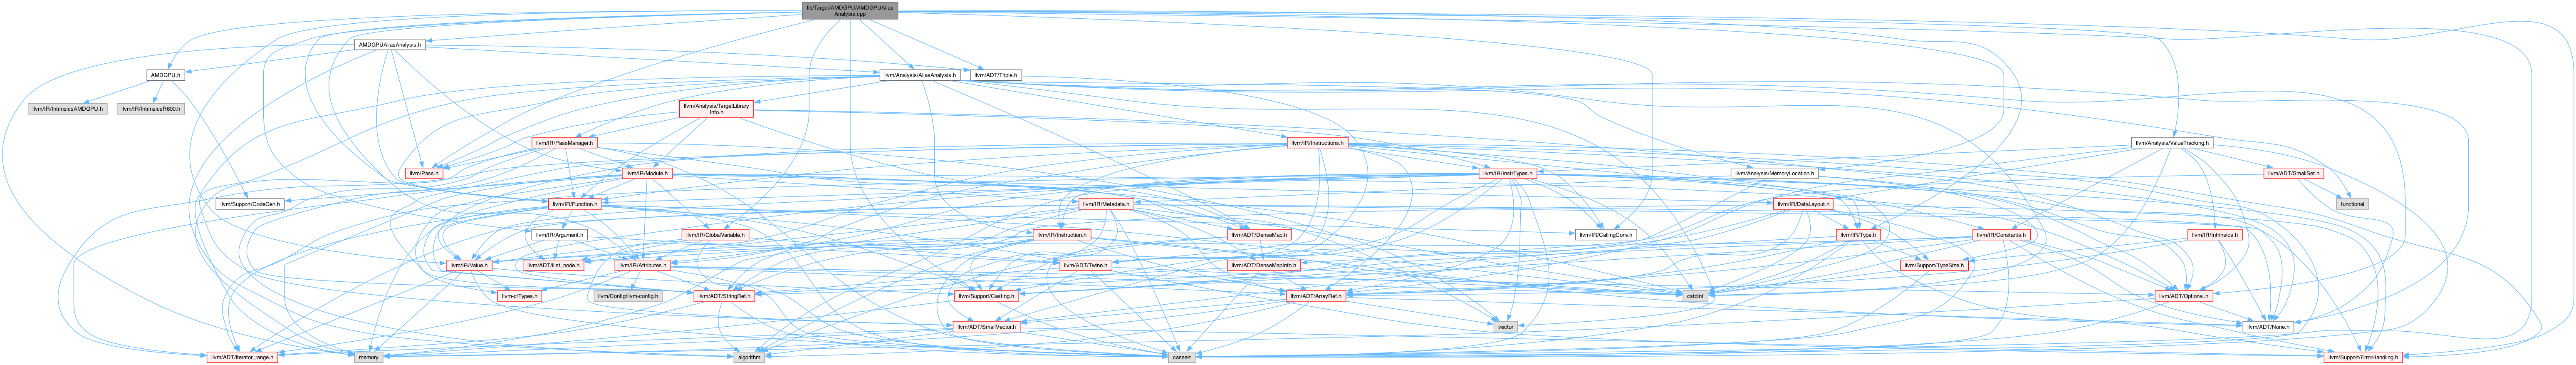 lib/Target/AMDGPU/AMDGPUAlias
Analysis.cpp
AMDGPUAliasAnalysis.h
AMDGPU.h
llvm/Analysis/AliasAnalysis.h
llvm/ADT/Triple.h
llvm/IR/IntrinsicsAMDGPU.h
llvm/IR/IntrinsicsR600.h
llvm/Analysis/TargetLibrary
Info.h
llvm/IR/PassManager.h
llvm/IR/Instructions.h
llvm/Analysis/ValueTracking.h
llvm/Pass.h
llvm/IR/Module.h
llvm/IR/InstrTypes.h
llvm/Analysis/MemoryLocation.h
llvm/ADT/SmallSet.h
llvm/Support/CodeGen.h
llvm/IR/Function.h
llvm/IR/Metadata.h
llvm/IR/DataLayout.h
functional
llvm/IR/Argument.h
llvm/IR/GlobalVariable.h
llvm/IR/Instruction.h
llvm/ADT/DenseMap.h
llvm/IR/CallingConv.h
llvm/IR/Type.h
llvm/IR/Constants.h
llvm/IR/Intrinsics.h
llvm/IR/Value.h
llvm/ADT/ilist_node.h
llvm/IR/Attributes.h
llvm/ADT/Twine.h
llvm/ADT/DenseMapInfo.h
llvm/Support/TypeSize.h
llvm-c/Types.h
llvm/Config/llvm-config.h
llvm/ADT/StringRef.h
llvm/Support/Casting.h
llvm/ADT/ArrayRef.h
cstdint
llvm/ADT/Optional.h
llvm/ADT/SmallVector.h
vector
llvm/ADT/None.h
llvm/ADT/iterator_range.h
memory
algorithm
cassert
llvm/Support/ErrorHandling.h